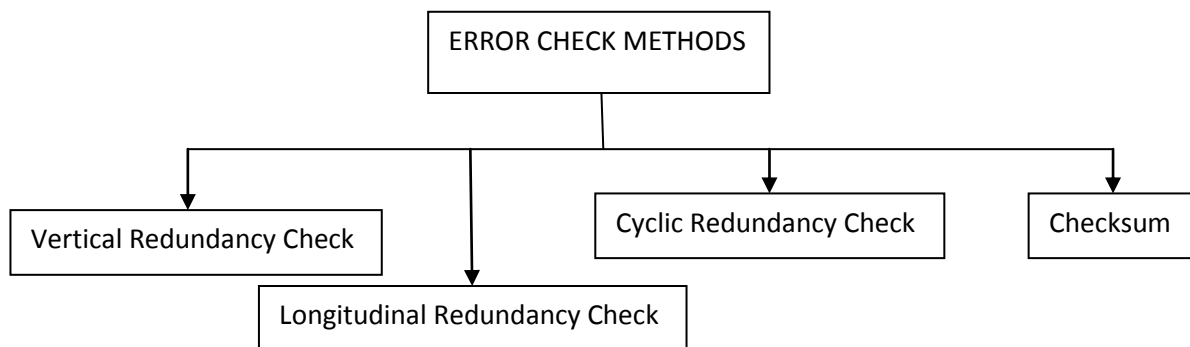 ERROR CHECK METHODS
Vertical Redundancy Check
Longitudinal Redundancy Check
Cyclic Redundancy Check
Checksum